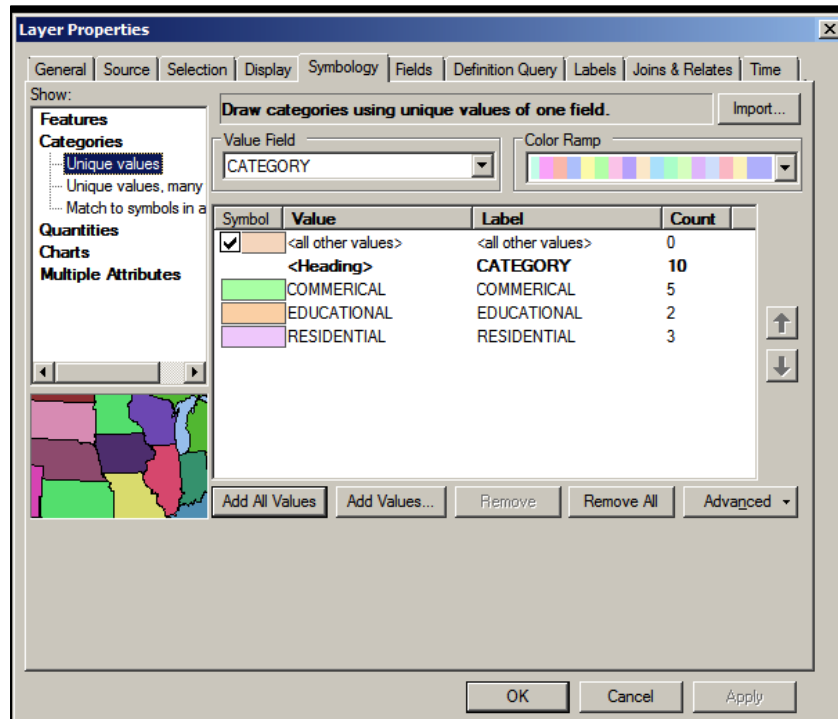 Layer Properties
General Source Selection Display Symbology Fields Definition Query Labels Joins & Relates Time
Show:
Features
Categories
Unique values
Unique values, many
Match to symbols in a
Quantities
Charts
Multiple Attributes
Draw categories using unique values of one field.
Import...
Value Field
CATEGORY
Color Ramp
Symbol Value Label Count
<all other values> <all other values> 0
<Heading> CATEGORY 10
COMMERICAL COMMERICAL 5
EDUCATIONAL EDUCATIONAL 2
RESIDENTIAL RESIDENTIAL 3
Add All Values Add Values... Remove Remove All Advanced
OK Cancel Apply